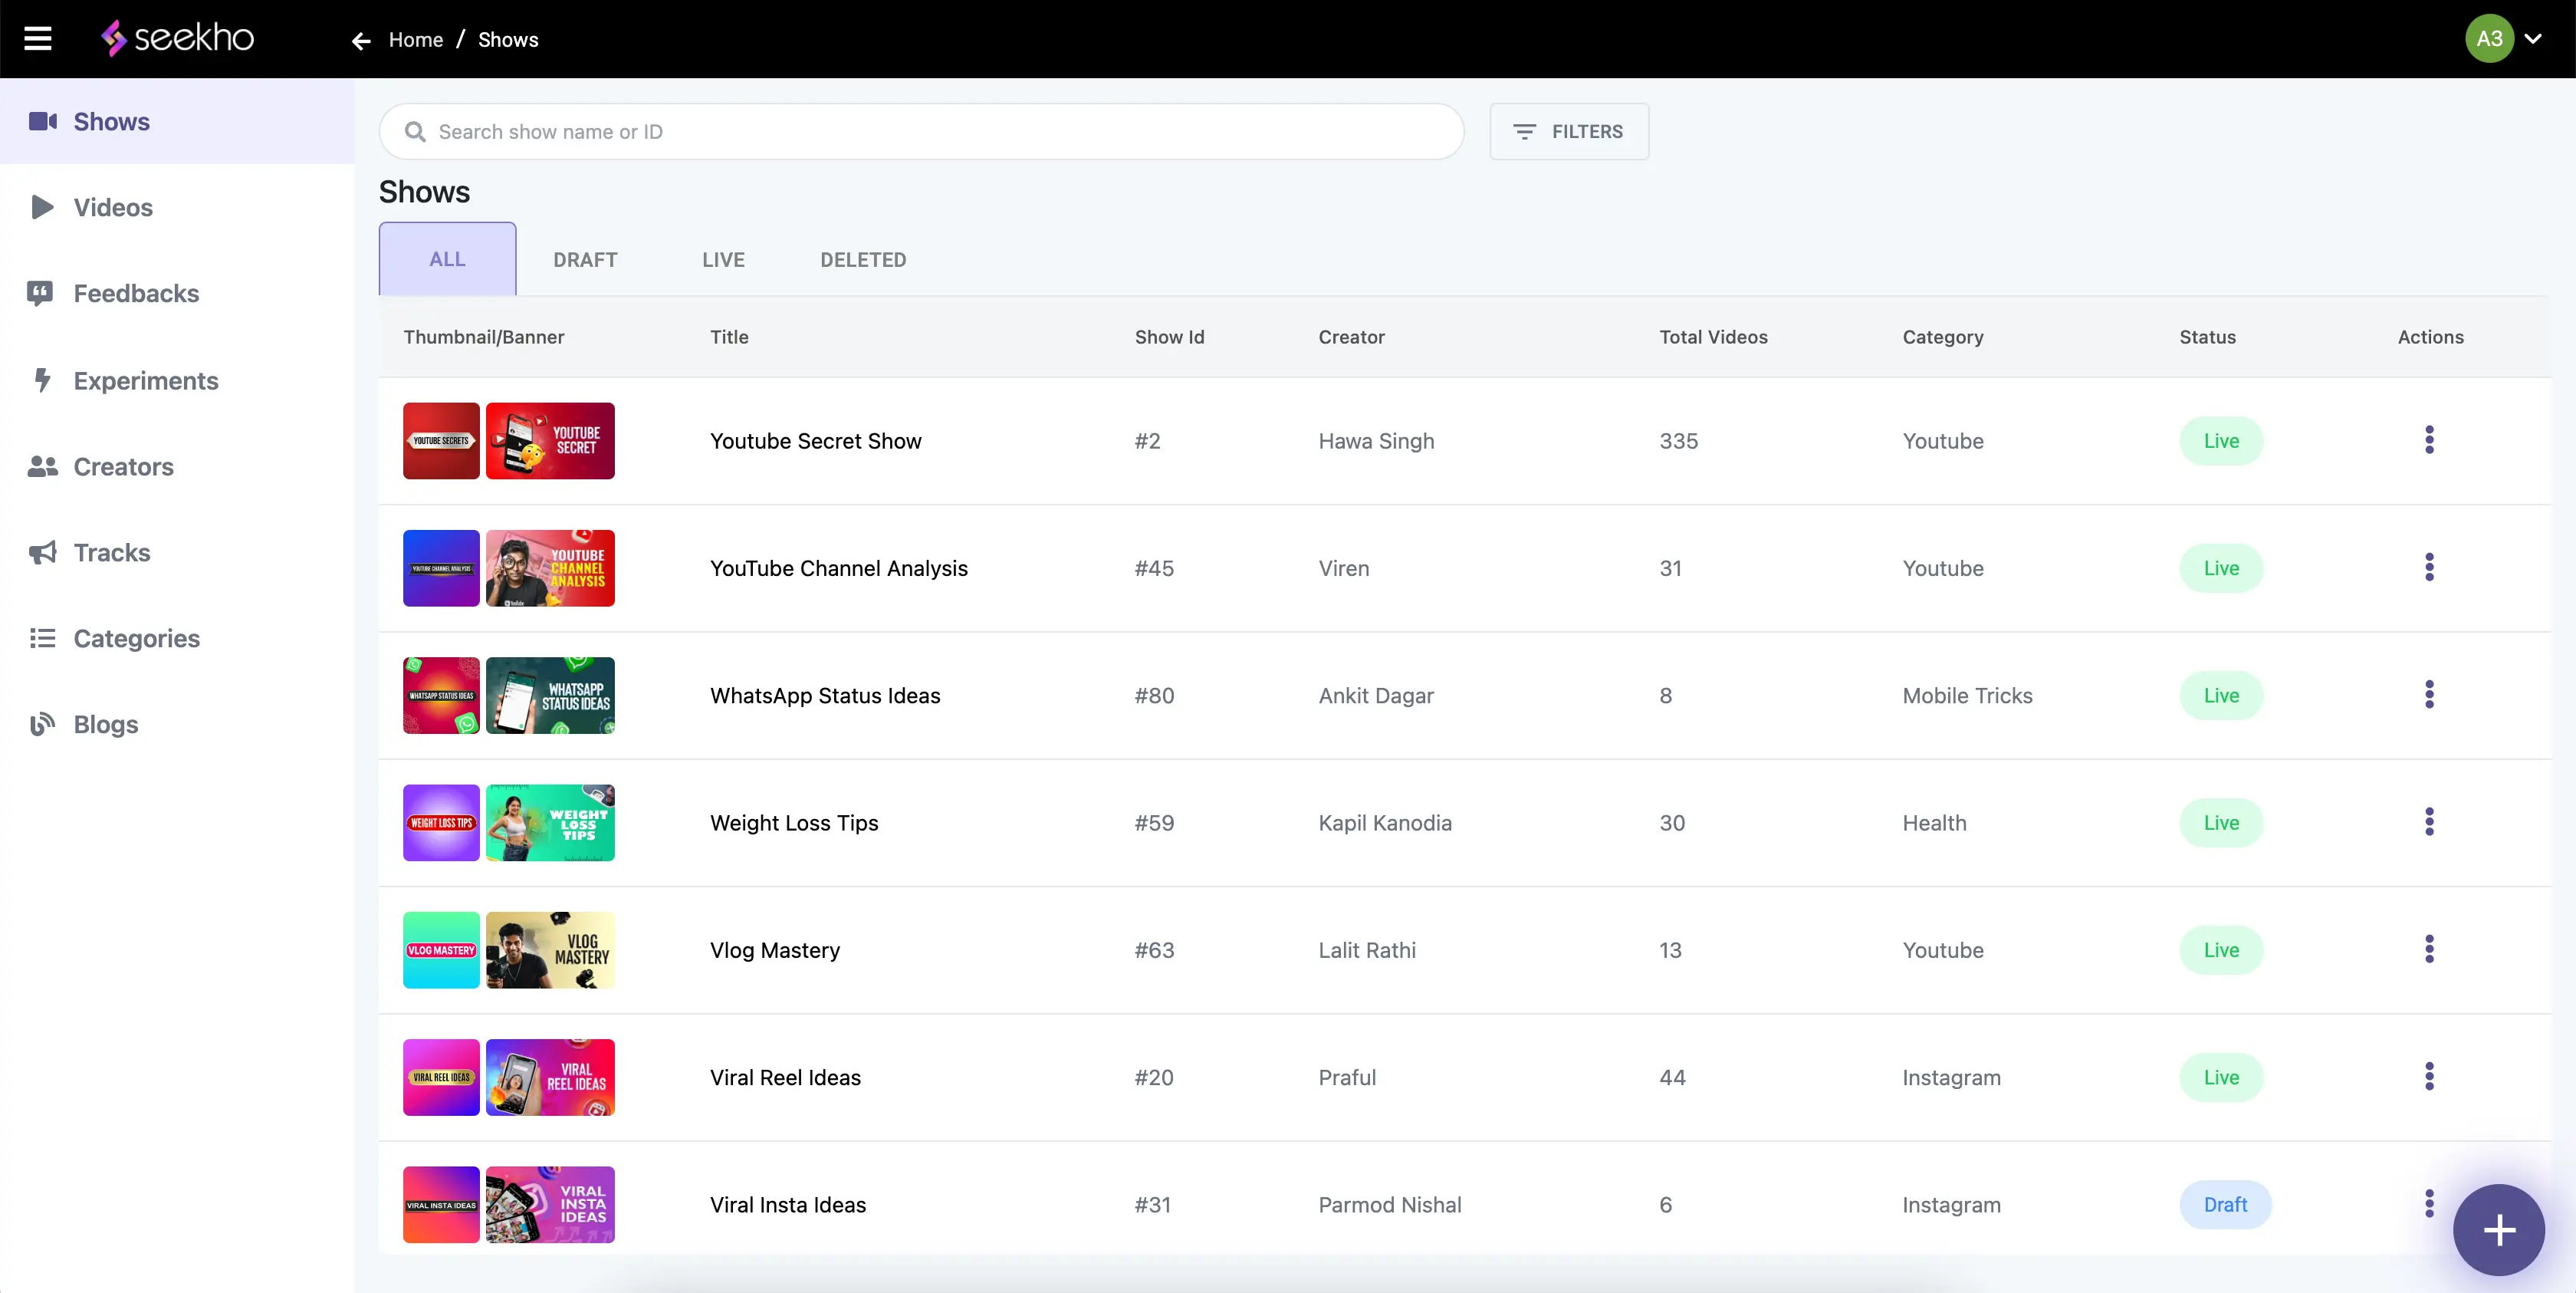 seekho
Home / Shows
A3
Shows
Videos
Feedbacks
Experiments
Creators
Tracks
Categories
Blogs
Search show name or ID
FILTERS
Shows
ALL DRAFT LIVE DELETED
Thumbnail/Banner Title Show Id Creator Total Videos Category Status Actions
YOUTUBE SECRETS
YOUTUBE
SECRET
Youtube Secret Show #2 Hawa Singh 335 Youtube Live
YOUTUBE CHANNEL ANALYSIS
YOUTUBE
CHANNEL
ANALYSIS
YouTube Channel Analysis #45 Viren 31 Youtube Live
WHATSAPP STATUS IDEAS
WHATSAPP
STATUS IDEAS
WhatsApp Status Ideas #80 Ankit Dagar 8 Mobile Tricks Live
WEIGHT LOSS TIPS
WEIGHT
LOSS
TIPS
Weight Loss Tips #59 Kapil Kanodia 30 Health Live
VLOG MASTERY
VLOG
MASTERY
Vlog Mastery #63 Lalit Rathi 13 Youtube Live
VIRAL REEL IDEAS
VIRAL
REEL IDEAS
Viral Reel Ideas #20 Praful 44 Instagram Live
VIRAL INSTA IDEAS
VIRAL
INSTA
IDEAS
Viral Insta Ideas #31 Parmod Nishal 6 Instagram Draft